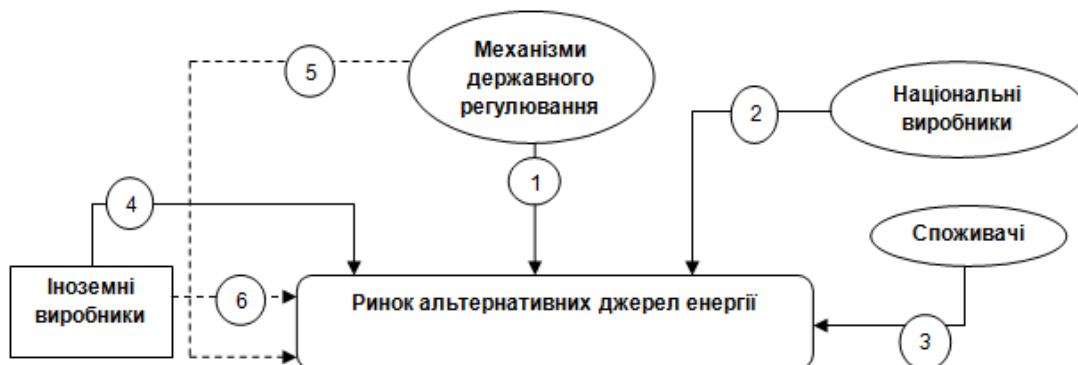 Механізми
державного
регулювання
5
2
Національні
виробники
1
4
Споживачі
Іноземні
виробники
6
Ринок альтернативних джерел енергії
3